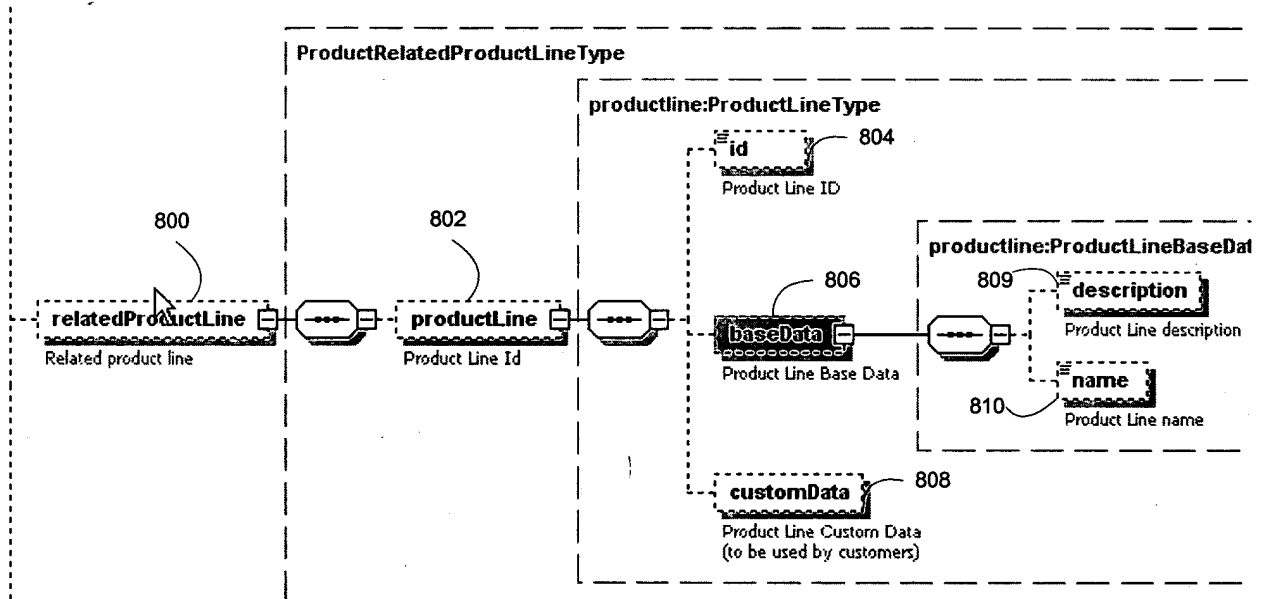 ProductRelatedProductLineType
productline:ProductLineType
id
804
Product Line ID
800
802
productline:ProductLineBaseDat
806
809
description
relatedProductLine
productLine
baseData
Product Line description
Related product line
Product Line Id
Product Line Base Data
name
810
Product Line name
customData
808
Product Line Custom Data
(to be used by customers)